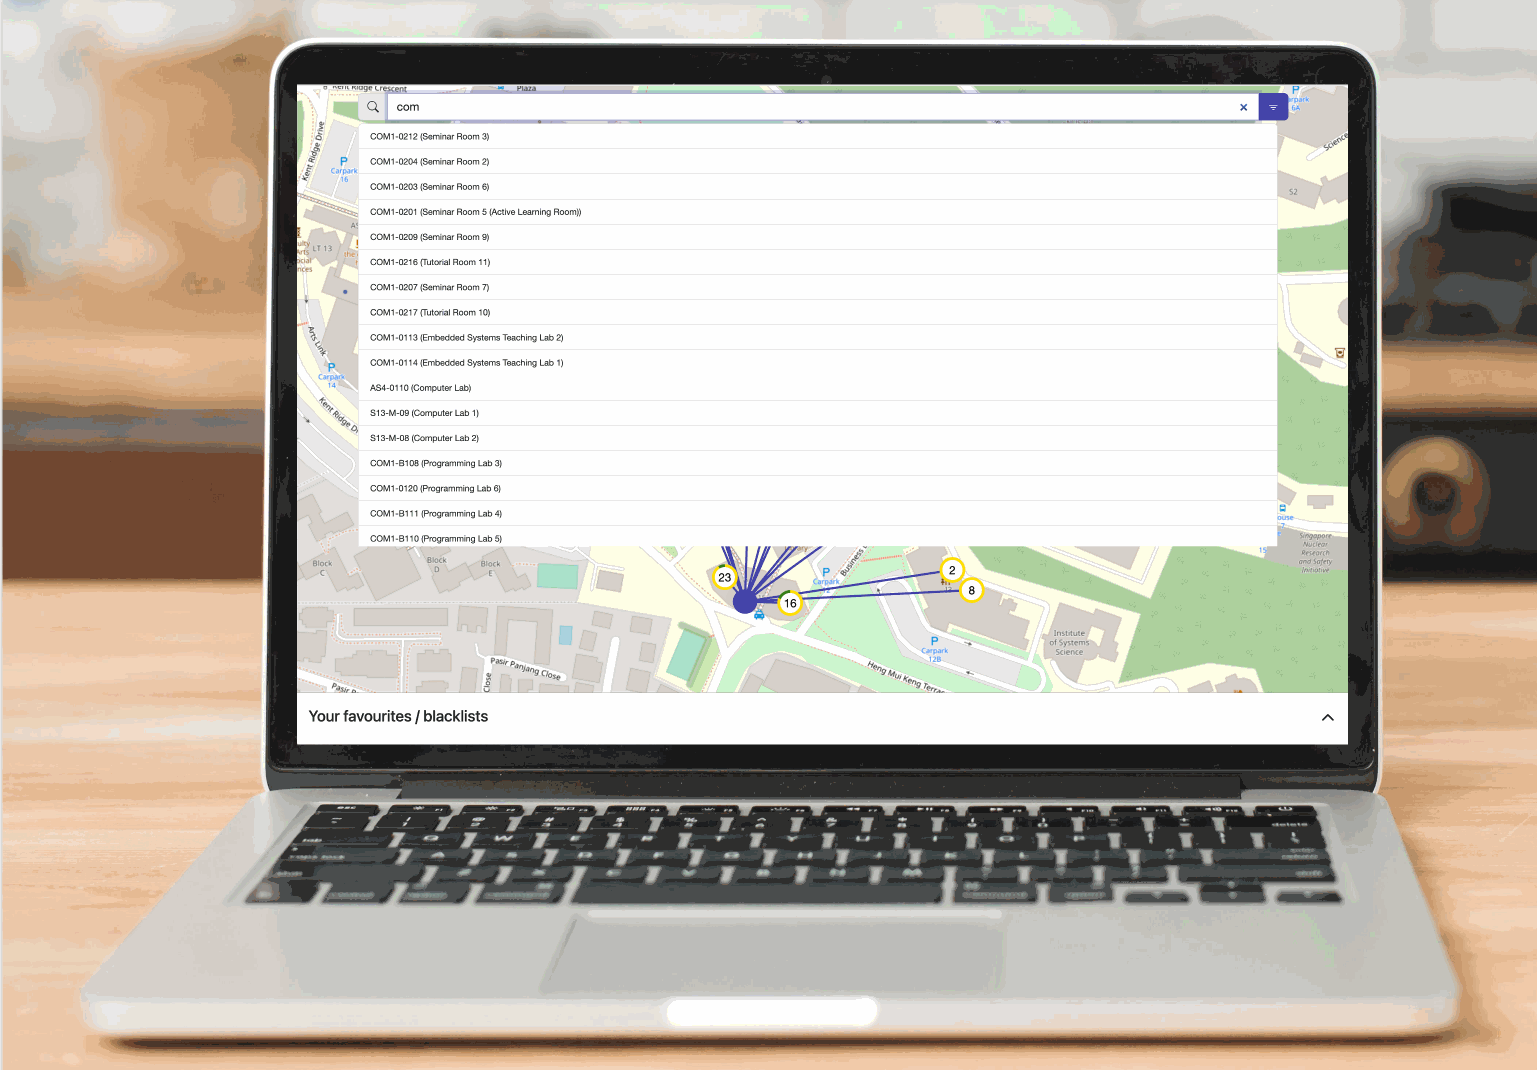 Kent Ridge Crescent
Plaza
com
P
Carpark
6A
Kent Ridge Drive
P
Carpark
16
Science
S2
LT 13
COM1-0212 (Seminar Room 3)
COM1-0204 (Seminar Room 2)
COM1-0203 (Seminar Room 6)
COM1-0201 (Seminar Room 5 (Active Learning Room))
COM1-0209 (Seminar Room 9)
COM1-0216 (Tutorial Room 11)
COM1-0207 (Seminar Room 7)
COM1-0217 (Tutorial Room 10)
COM1-0113 (Embedded Systems Teaching Lab 2)
COM1-0114 (Embedded Systems Teaching Lab 1)
AS4-0110 (Computer Lab)
S13-M-09 (Computer Lab 1)
S13-M-08 (Computer Lab 2)
COM1-B108 (Programming Lab 3)
COM1-0120 (Programming Lab 6)
COM1-B111 (Programming Lab 4)
COM1-B110 (Programming Lab 5)
Arts Link
P
Carpark
14
Kent Ridge D
Singapore
Nuclear
Research
and Safety
Initiative
Block
C
Block
D
Block
E
23
16
2
8
P
Carpark
Business
P
Carpark
12B
Institute
of Systems
Science
Pasir Panjang Close
Close
Pasir P
Heng Mui Keng Terra
Your favourites / blacklists
delete